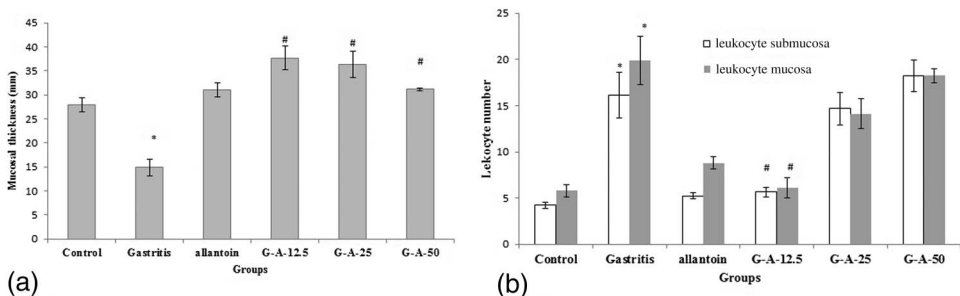 45
40
35
30
25
20
15
10
5
0
Mucosal thickness (mm)
#
#
#
*
Control Gastritis allantoin G-A-12.5 G-A-25 G-A-50
Groups
(a)
25
20
15
10
5
0
Lekocyte number
leukocyte submucosa
leukocyte mucosa
*
*
# #
Control Gastritis allantoin G-A-12.5 G-A-25 G-A-50
Groups
(b)